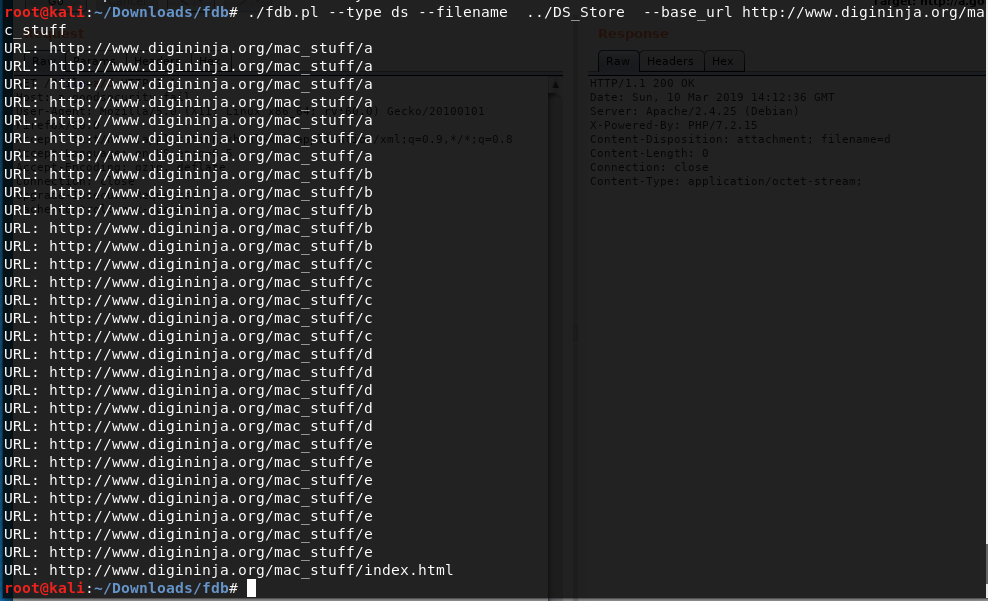 root@kali:~/Downloads/fdb# ./fdb.pl --type ds --filename  ../DS_Store  --base_url http://www.digininja.org/ma
c_stuff
URL: http://www.digininja.org/mac_stuff/a
URL: http://www.digininja.org/mac_stuff/a
URL: http://www.digininja.org/mac_stuff/a
URL: http://www.digininja.org/mac_stuff/a
URL: http://www.digininja.org/mac_stuff/a
URL: http://www.digininja.org/mac_stuff/a
URL: http://www.digininja.org/mac_stuff/a
URL: http://www.digininja.org/mac_stuff/b
URL: http://www.digininja.org/mac_stuff/b
URL: http://www.digininja.org/mac_stuff/b
URL: http://www.digininja.org/mac_stuff/b
URL: http://www.digininja.org/mac_stuff/b
URL: http://www.digininja.org/mac_stuff/c
URL: http://www.digininja.org/mac_stuff/c
URL: http://www.digininja.org/mac_stuff/c
URL: http://www.digininja.org/mac_stuff/c
URL: http://www.digininja.org/mac_stuff/c
URL: http://www.digininja.org/mac_stuff/d
URL: http://www.digininja.org/mac_stuff/d
URL: http://www.digininja.org/mac_stuff/d
URL: http://www.digininja.org/mac_stuff/d
URL: http://www.digininja.org/mac_stuff/d
URL: http://www.digininja.org/mac_stuff/e
URL: http://www.digininja.org/mac_stuff/e
URL: http://www.digininja.org/mac_stuff/e
URL: http://www.digininja.org/mac_stuff/e
URL: http://www.digininja.org/mac_stuff/e
URL: http://www.digininja.org/mac_stuff/e
URL: http://www.digininja.org/mac_stuff/e
URL: http://www.digininja.org/mac_stuff/index.html
root@kali:~/Downloads/fdb#
Response
Raw Headers Hex
HTTP/1.1 200 OK
Date: Sun, 10 Mar 2019 14:12:36 GMT
Server: Apache/2.4.25 (Debian)
X-Powered-By: PHP/7.2.15
Content-Disposition: attachment; filename=d
Content-Length: 0
Connection: close
Content-Type: application/octet-stream;
Gecko/20100101
/xml;q=0.9,*/*;q=0.8